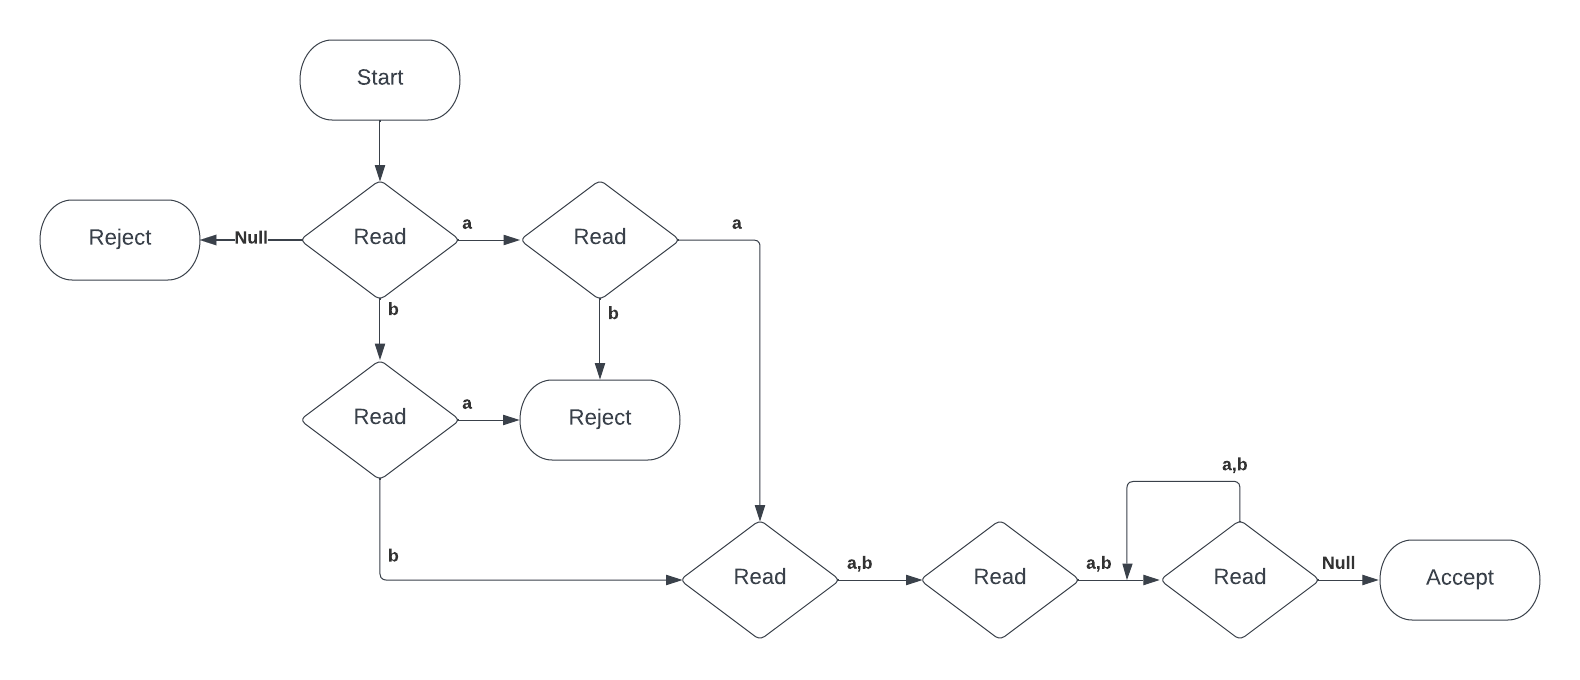 Start
Reject
Null
Read
a
Read
a
b
b
Read
a
Reject
b
Read
a,b
Read
a,b
a,b
Read
Null
Accept